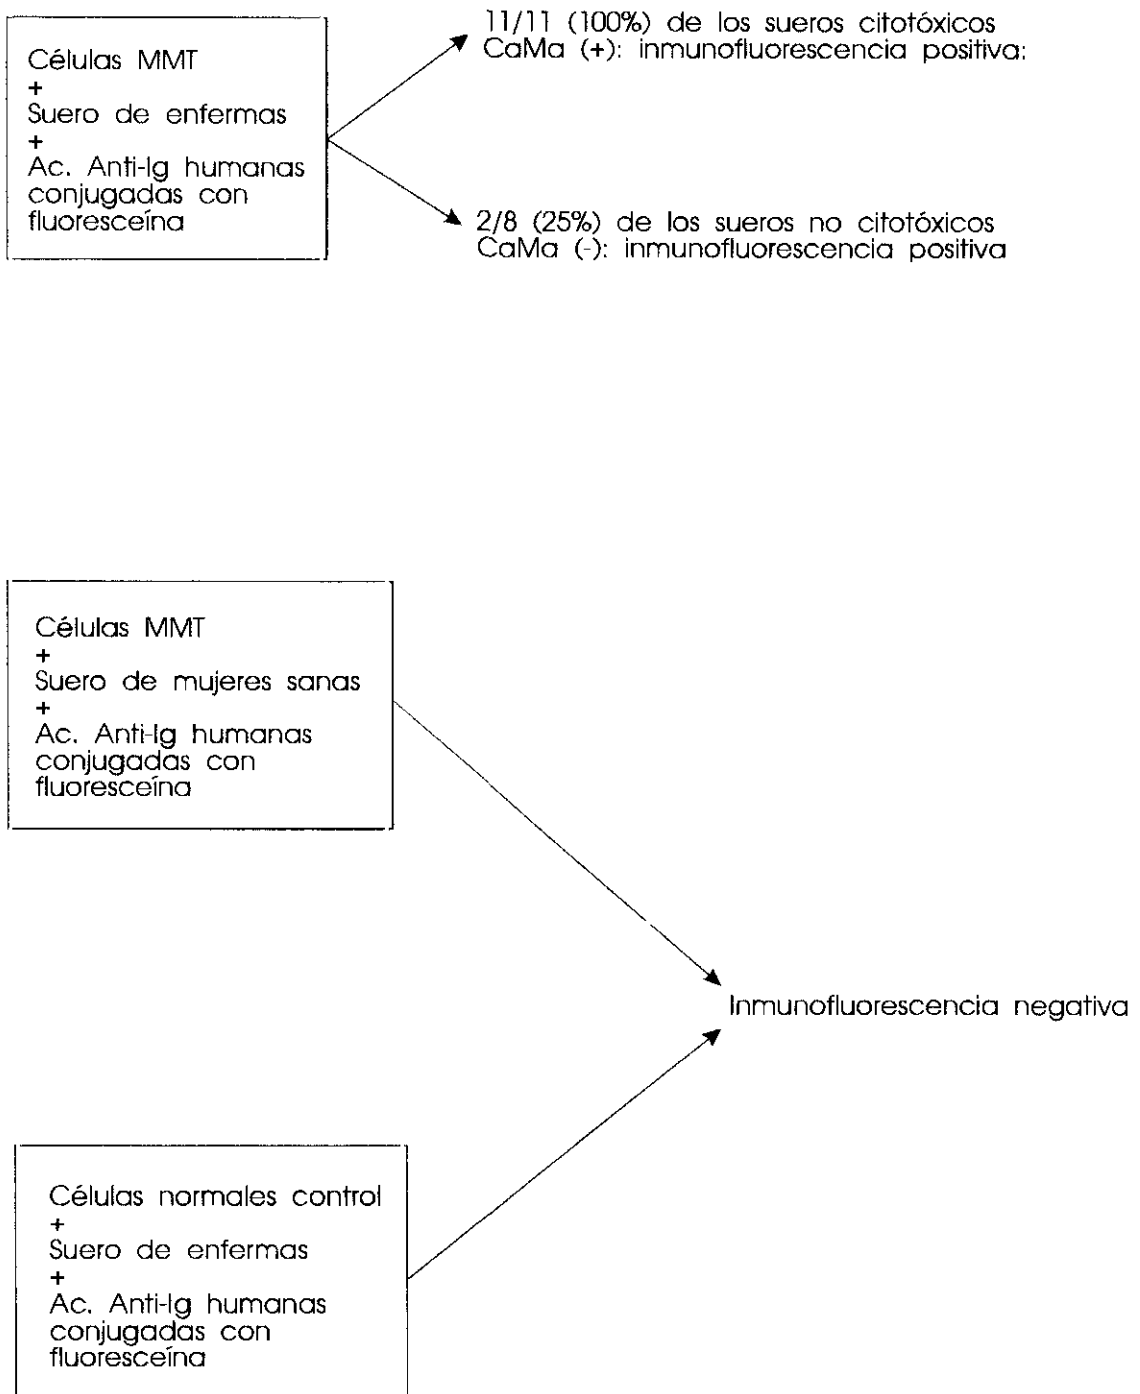 Células MMT
+
Suero de enfermas
+
Ac. Anti-Ig humanas
conjugadas con
fluoresceína
11/11 (100%) de los sueros citotóxicos
CaMa (+): inmunofluorescencia positiva:
2/8 (25%) de los sueros no citotóxicos
CaMa (-): inmunofluorescencia positiva
Células MMT
+
Suero de mujeres sanas
+
Ac. Anti-Ig humanas
conjugadas con
fluoresceína
Inmunofluorescencia negativa
Células normales control
+
Suero de enfermas
+
Ac. Anti-Ig humanas
conjugadas con
fluoresceína